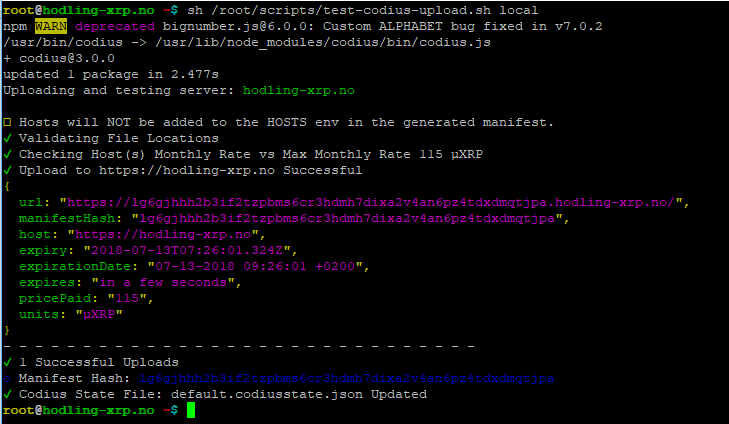 root@hodling-xrp.no ~$ sh /root/scripts/test-codius-upload.sh local
npm WARN deprecated bignumber.js@6.0.0: Custom ALPHABET bug fixed in v7.0.2
/usr/bin/codius -> /usr/lib/node_modules/codius/bin/codius.js
+ codius@3.0.0
updated 1 package in 2.477s
Uploading and testing server: hodling-xrp.no
Hosts will NOT be added to the HOSTS env in the generated manifest.
✓ Validating File Locations
✓ Checking Host(s) Monthly Rate vs Max Monthly Rate 115 µXRP
✓ Upload to https://hodling-xrp.no Successful
{
url: "https://lg6gjhhh2b3if2tzpbms6cr3hdmh7dixa2v4an6pz4tdxdmqtjpa.hodling-xrp.no/",
manifestHash: "lg6gjhhh2b3if2tzpbms6cr3hdmh7dixa2v4an6pz4tdxdmqtjpa",
host: "https://hodling-xrp.no",
expiry: "2018-07-13T07:26:01.324Z",
expirationDate: "07-13-2018 09:26:01 +0200",
expires: "in a few seconds",
pricePaid: "115",
units: "µXRP"
}
- - - - - - - - - - - - - - - - - - - - - - - - - - - - -
✓ 1 Successful Uploads
Manifest Hash: lg6gjhhh2b3if2tzpbms6cr3hdmh7dixa2v4an6pz4tdxdmqtjpa
✓ Codius State File: default.codiusstate.json Updated
root@hodling-xrp.no ~$